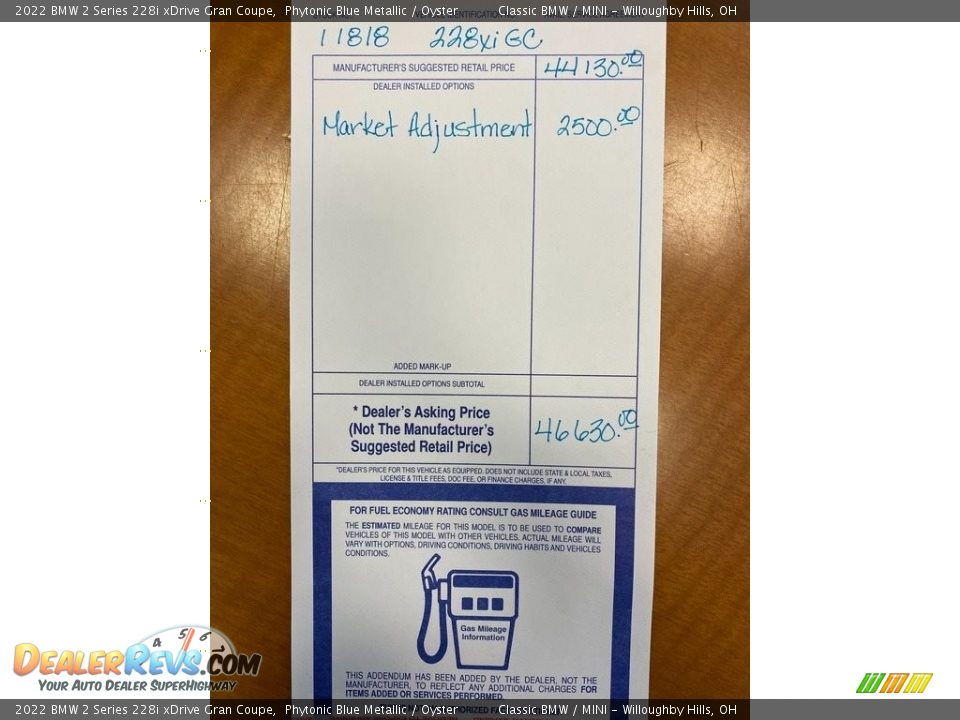 2022 BMW 2 Series 228i xDrive Gran Coupe,  Phytonic Blue Metallic / Oyster    Classic BMW / MINI – Willoughby Hills, OH
11818 228xi GC
MANUFACTURER'S SUGGESTED RETAIL PRICE 44130.00
DEALER INSTALLED OPTIONS
Market Adjustment 2500.00
ADDED MARK-UP
DEALER INSTALLED OPTIONS SUBTOTAL
* Dealer's Asking Price
(Not The Manufacturer's
Suggested Retail Price)
46630.00
*DEALER'S PRICE FOR THIS VEHICLE AS EQUIPPED. DOES NOT INCLUDE STATE & LOCAL TAXES,
LICENSE & TITLE FEES, DOC FEE, OR FINANCE CHARGES, IF ANY.
FOR FUEL ECONOMY RATING CONSULT GAS MILEAGE GUIDE
THE ESTIMATED MILEAGE FOR THIS MODEL IS TO BE USED TO COMPARE
VEHICLES OF THIS MODEL WITH OTHER VEHICLES. ACTUAL MILEAGE WILL
VARY WITH OPTIONS, DRIVING CONDITIONS, DRIVING HABITS AND VEHICLES
CONDITIONS.
Gas Mileage
Information
THIS ADDENDUM HAS BEEN ADDED BY THE DEALER, NOT THE
MANUFACTURER, TO REFLECT ANY ADDITIONAL CHARGES FOR
ITEMS ADDED OR SERVICES PERFORMED.
4 5 6
DEALERREVS.COM
YOUR AUTO DEALER SUPERHIGHWAY
2022 BMW 2 Series 228i xDrive Gran Coupe,  Phytonic Blue Metallic / Oyster    Classic BMW / MINI – Willoughby Hills, OH